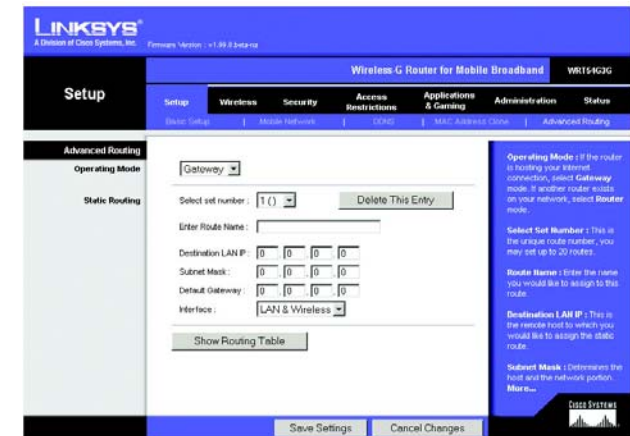 LINKSYS®
A Division of Cisco Systems, Inc.
Wireless-G Router for Mobile Broadband WRT54G3G
Setup
Setup Wireless Security Access Restrictions Applications & Gaming Administration Status
Basic Setup | Mobile Network | DDNS | MAC Address Clone | Advanced Routing
Advanced Routing
Operating Mode
Gateway
Static Routing
Select set number : 1 () Delete This Entry
Enter Route Name :
Destination LAN IP : 0 . 0 . 0 . 0
Subnet Mask : 0 . 0 . 0 . 0
Default Gateway : 0 . 0 . 0 . 0
Interface : LAN & Wireless
Show Routing Table
Operating Mode : If the router
is hosting your Internet
connection, select Gateway
mode. If another router exists
on your network, select Router
mode.
Select Set Number : This is
the unique route number, you
may set up to 20 routes.
Route Name : Enter the name
you would like to assign to this
route.
Destination LAN IP : This is
the remote host to which you
would like to assign the static
route.
Subnet Mask : Determines the
host and the network portion.
More...
Save Settings Cancel Changes
CISCO SYSTEMS